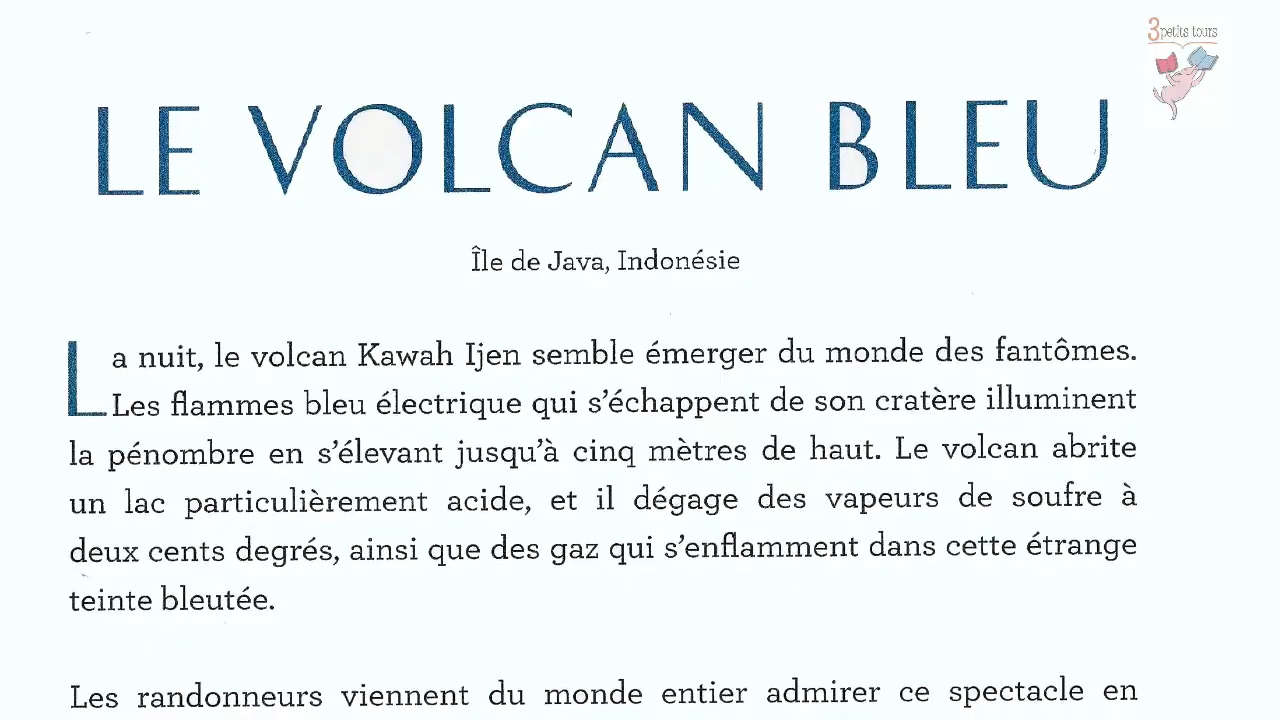 3 petits tours
LE VOLCAN BLEU
Île de Java, Indonésie
La nuit, le volcan Kawah Ijen semble émerger du monde des fantômes.
Les flammes bleu électrique qui s’échappent de son cratère illuminent
la pénombre en s’élevant jusqu’à cinq mètres de haut. Le volcan abrite
un lac particulièrement acide, et il dégage des vapeurs de soufre à
deux cents degrés, ainsi que des gaz qui s’enflamment dans cette étrange
teinte bleutée.
Les randonneurs viennent du monde entier admirer ce spectacle en